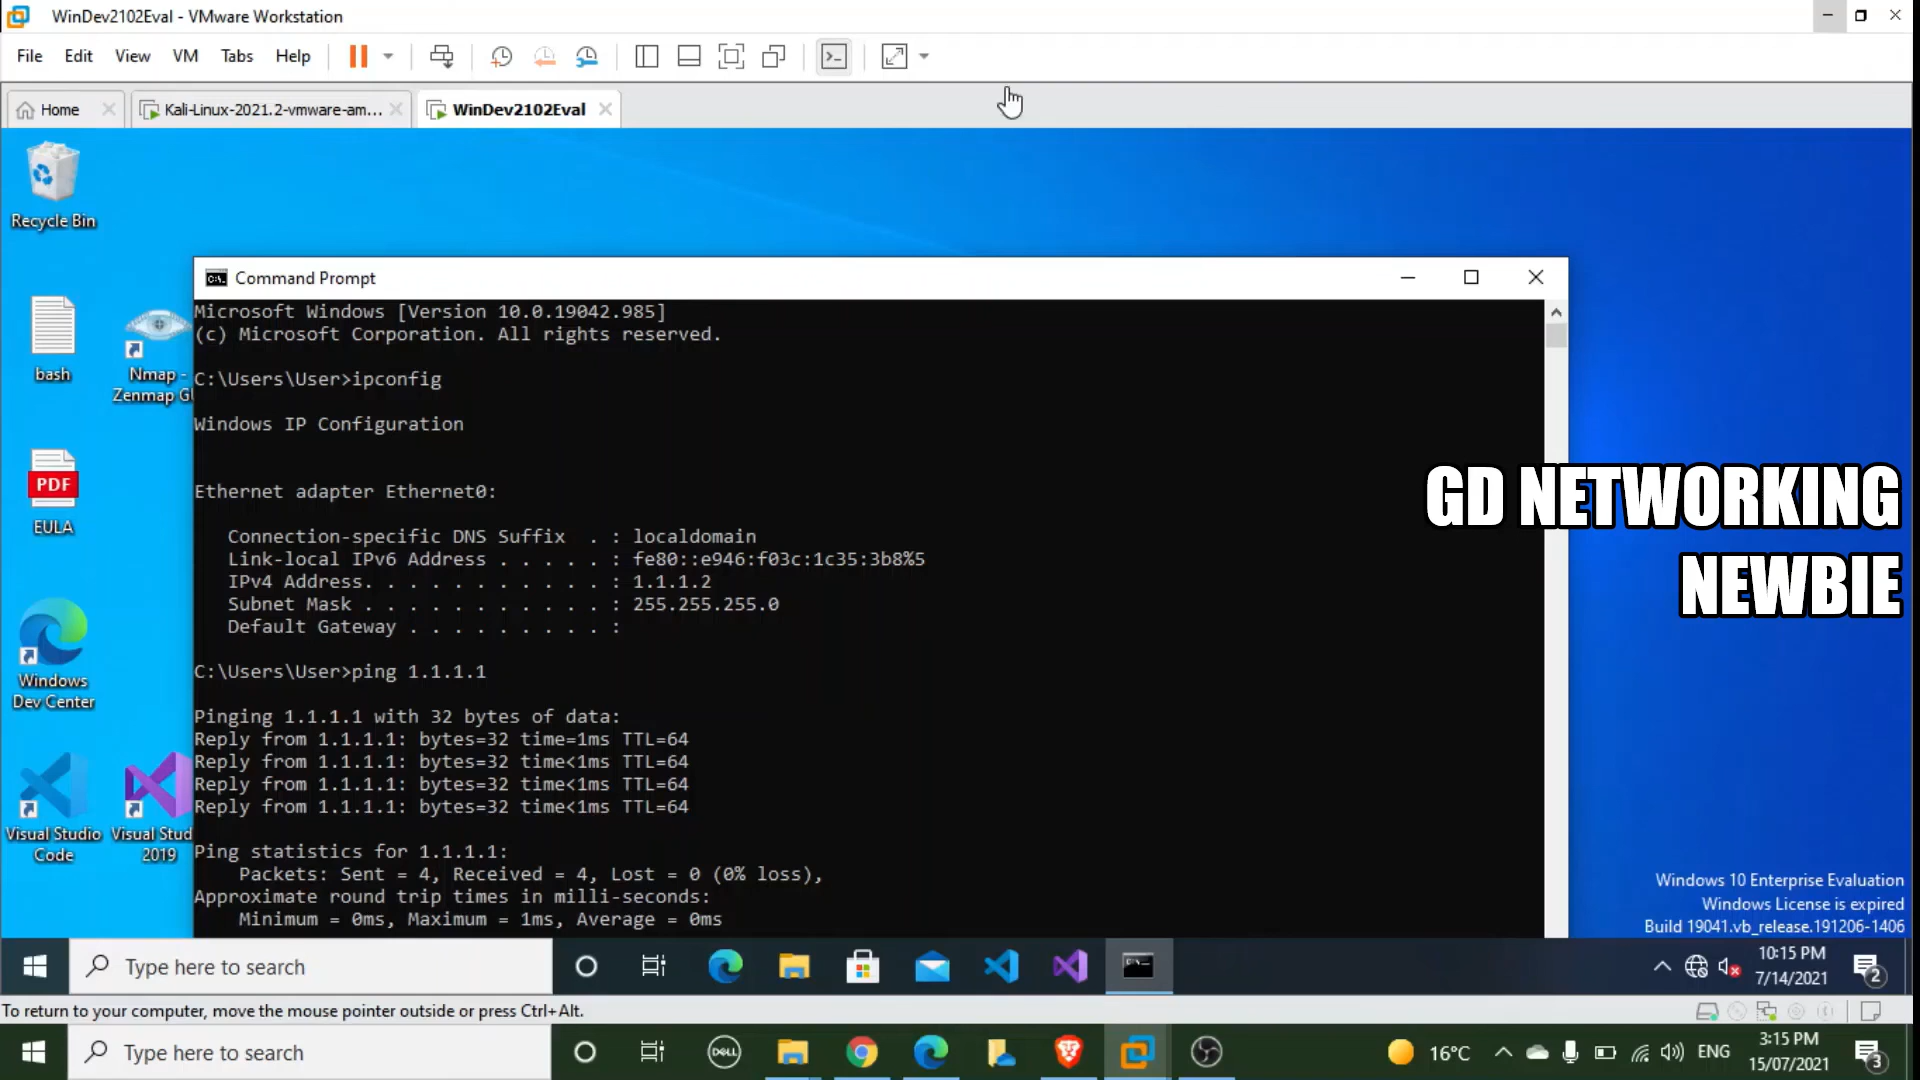 WinDev2102Eval - VMware Workstation
File Edit View VM Tabs Help
Home
Kali-Linux-2021.2-vmware-am...
WinDev2102Eval
Recycle Bin
bash
Nmap -
Zenmap GU
PDF
EULA
Windows
Dev Center
Visual Studio
Code
Visual Stud
2019
Command Prompt
Microsoft Windows [Version 10.0.19042.985]
(c) Microsoft Corporation. All rights reserved.
C:\Users\User>ipconfig
Windows IP Configuration
Ethernet adapter Ethernet0:
Connection-specific DNS Suffix  . : localdomain
Link-local IPv6 Address . . . . . : fe80::e946:f03c:1c35:3b8%5
IPv4 Address. . . . . . . . . . . : 1.1.1.2
Subnet Mask . . . . . . . . . . . : 255.255.255.0
Default Gateway . . . . . . . . . :
C:\Users\User>ping 1.1.1.1
Pinging 1.1.1.1 with 32 bytes of data:
Reply from 1.1.1.1: bytes=32 time=1ms TTL=64
Reply from 1.1.1.1: bytes=32 time<1ms TTL=64
Reply from 1.1.1.1: bytes=32 time<1ms TTL=64
Reply from 1.1.1.1: bytes=32 time<1ms TTL=64
Ping statistics for 1.1.1.1:
Packets: Sent = 4, Received = 4, Lost = 0 (0% loss),
Approximate round trip times in milli-seconds:
Minimum = 0ms, Maximum = 1ms, Average = 0ms
GD NETWORKING
NEWBIE
Windows 10 Enterprise Evaluation
Windows License is expired
Build 19041.vb_release.191206-1406
Type here to search
10:15 PM
7/14/2021
2
To return to your computer, move the mouse pointer outside or press Ctrl+Alt.
Type here to search
DELL
16°C
ENG
3:15 PM
15/07/2021
3